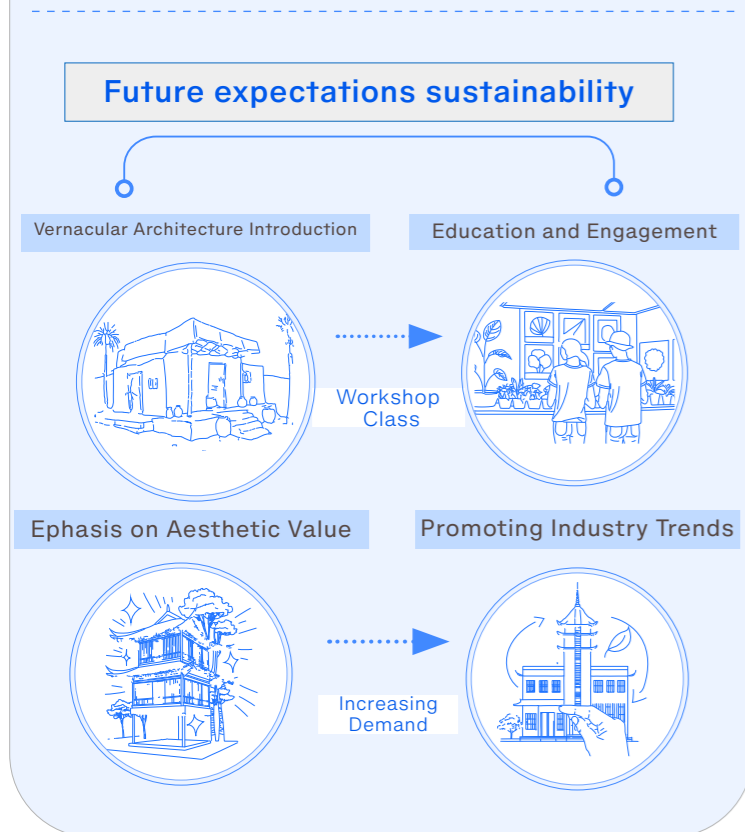 Future expectations sustainability
Vernacular Architecture Introduction
Education and Engagement
Workshop
Class
Ephasis on Aesthetic Value
Promoting Industry Trends
Increasing
Demand